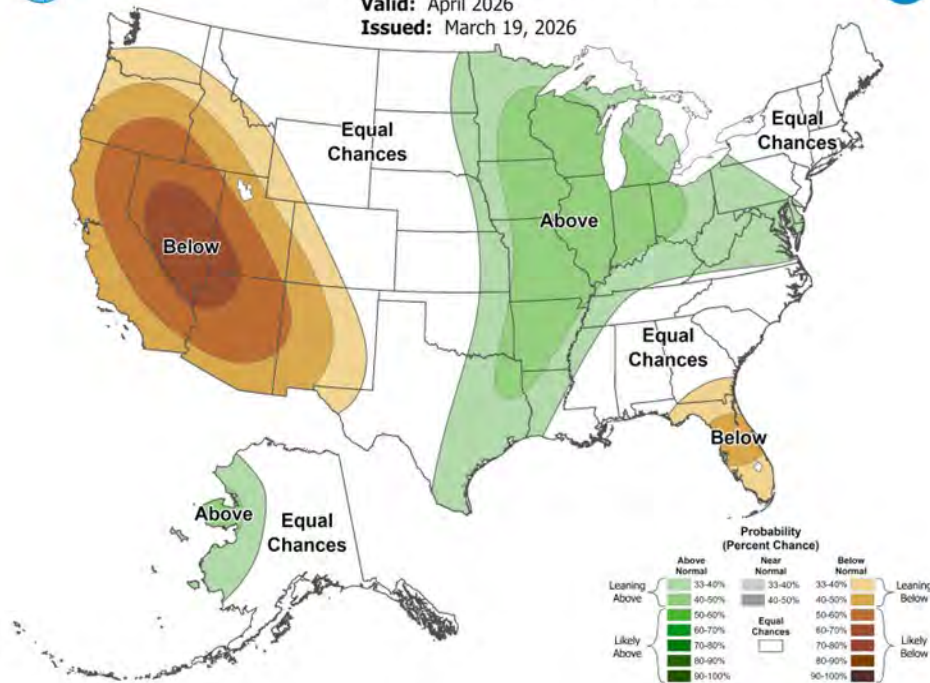 Valid: April 2026
Issued: March 19, 2026
Equal
Chances
Equal
Chances
Above
Below
Equal
Chances
Below
Above
Equal
Chances
Probability
(Percent Chance)
Above
Normal
Near
Normal
Below
Normal
Leaning
Above
33-40%
33-40%
33-40%
Leaning
Below
40-50%
40-50%
40-50%
Likely
Above
50-60%
Equal
Chances
50-60%
Likely
Below
60-70%
60-70%
70-80%
70-80%
80-90%
80-90%
90-100%
90-100%